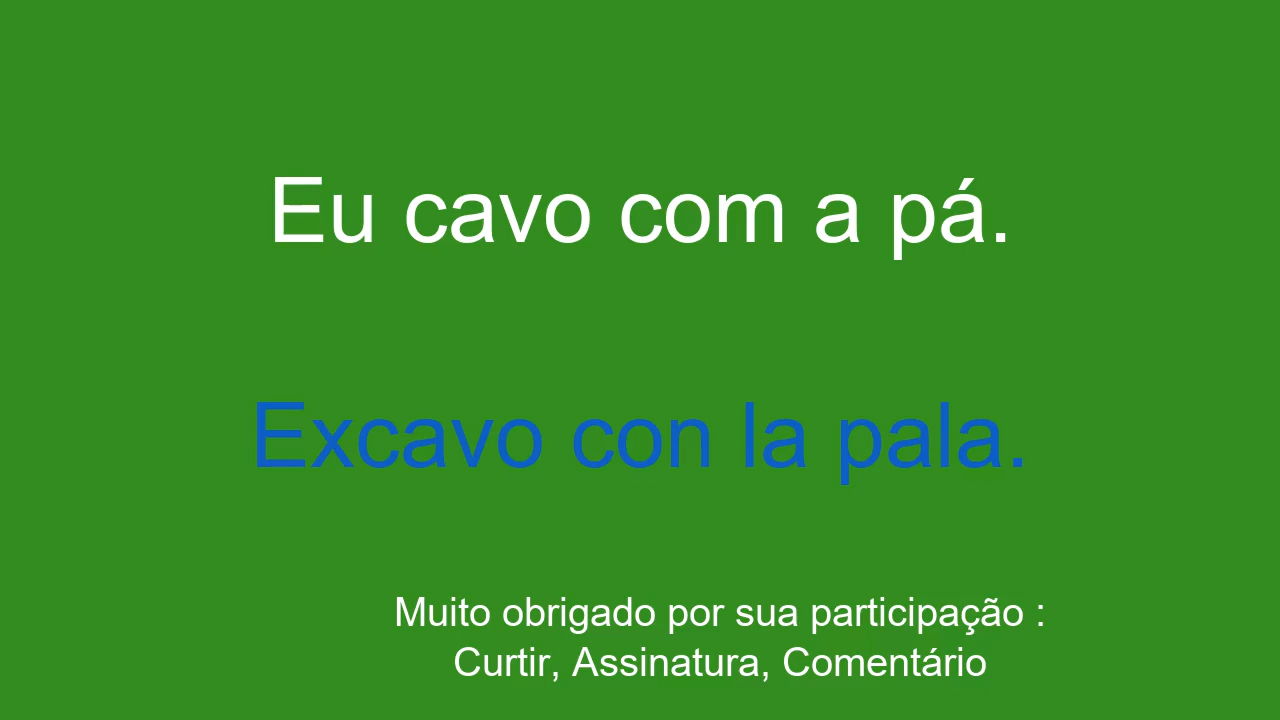 Eu cavo com a pá.
Excavo con la pala.
Muito obrigado por sua participação :
Curtir, Assinatura, Comentário